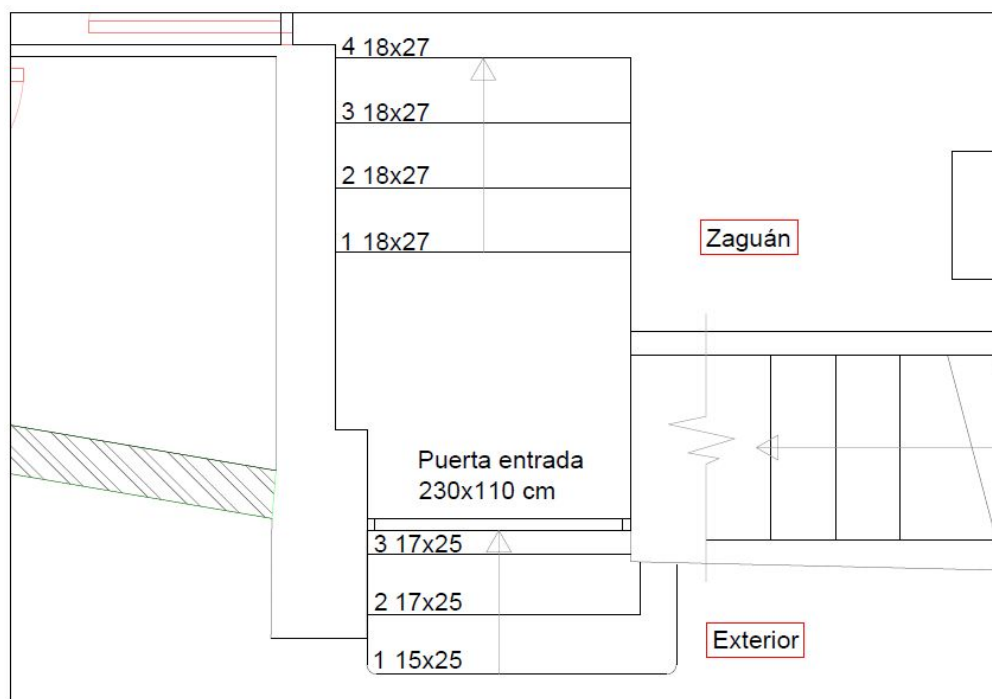 4 18x27
3 18x27
2 18x27
1 18x27
Zaguán
Puerta entrada
230x110 cm
3 17x25
2 17x25
1 15x25
Exterior